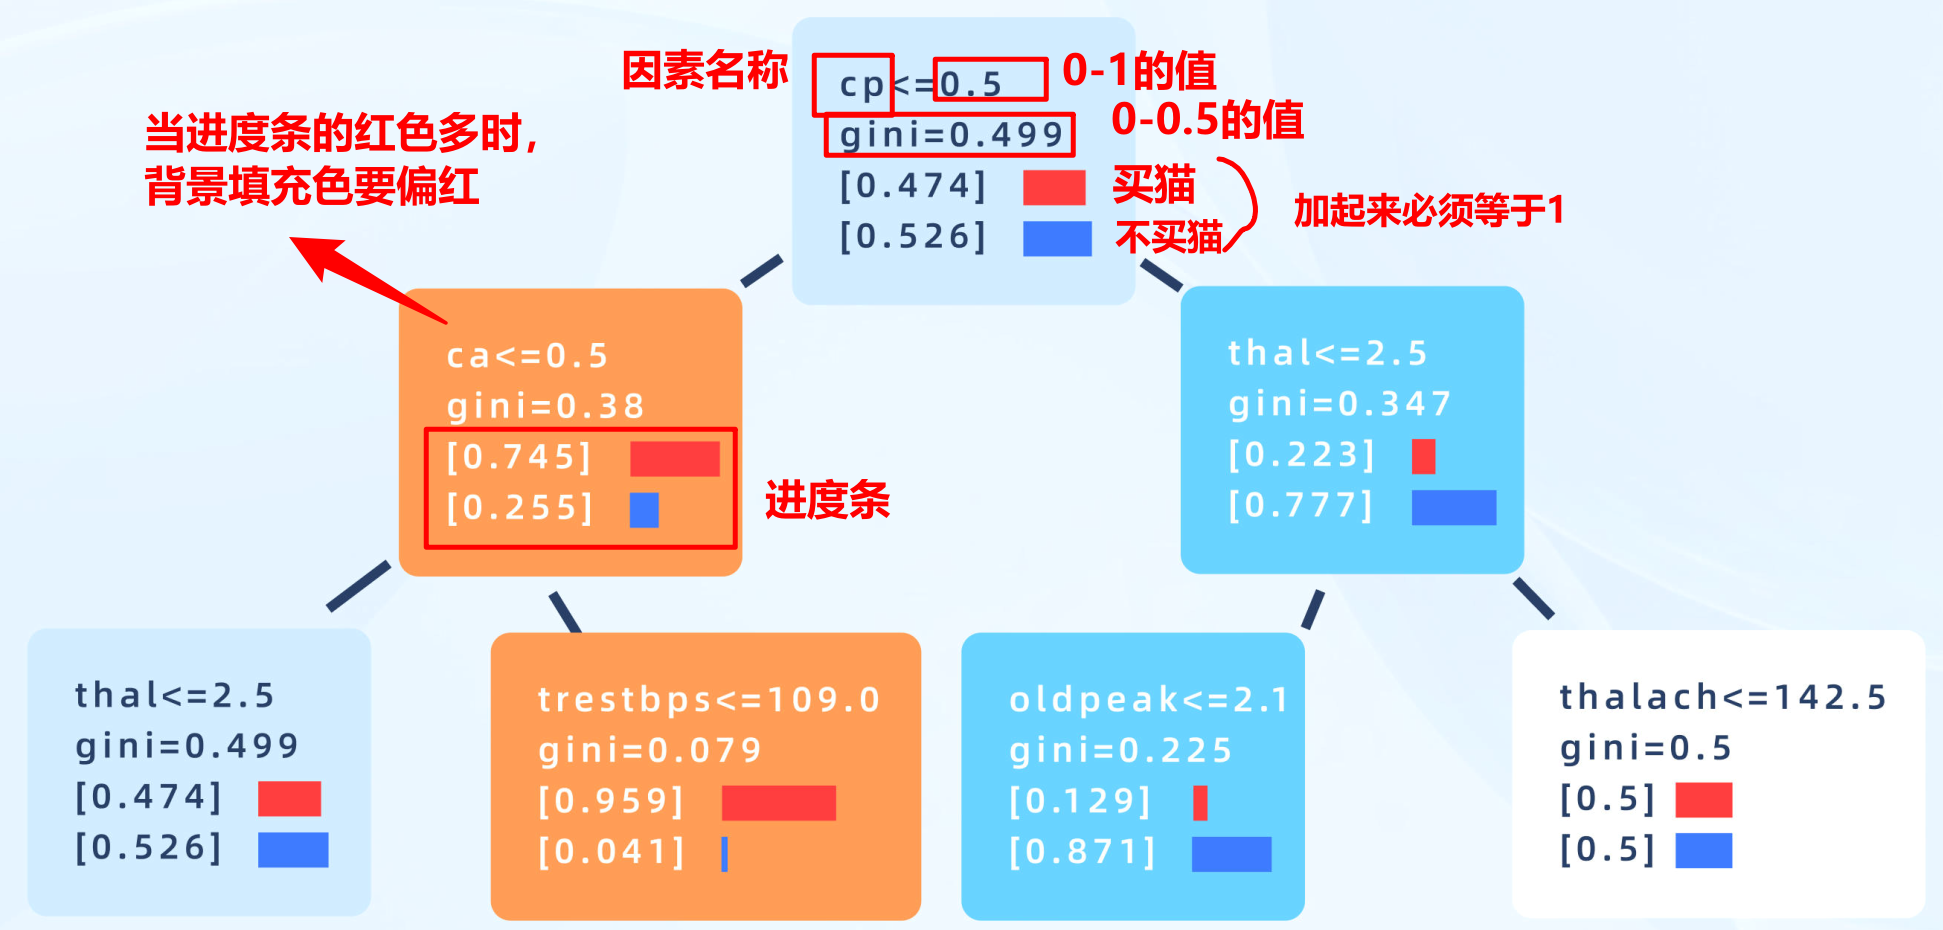 因素名称
cp<=0.5
0-1的值
gini=0.499
0-0.5的值
[0.474]
买猫
[0.526]
不买猫
加起来必须等于1
当进度条的红色多时，
背景填充色要偏红
ca<=0.5
gini=0.38
[0.745]
[0.255]
进度条
thal<=2.5
gini=0.347
[0.223]
[0.777]
thal<=2.5
gini=0.499
[0.474]
[0.526]
trestbps<=109.0
gini=0.079
[0.959]
[0.041]
oldpeak<=2.1
gini=0.225
[0.129]
[0.871]
thalach<=142.5
gini=0.5
[0.5]
[0.5]